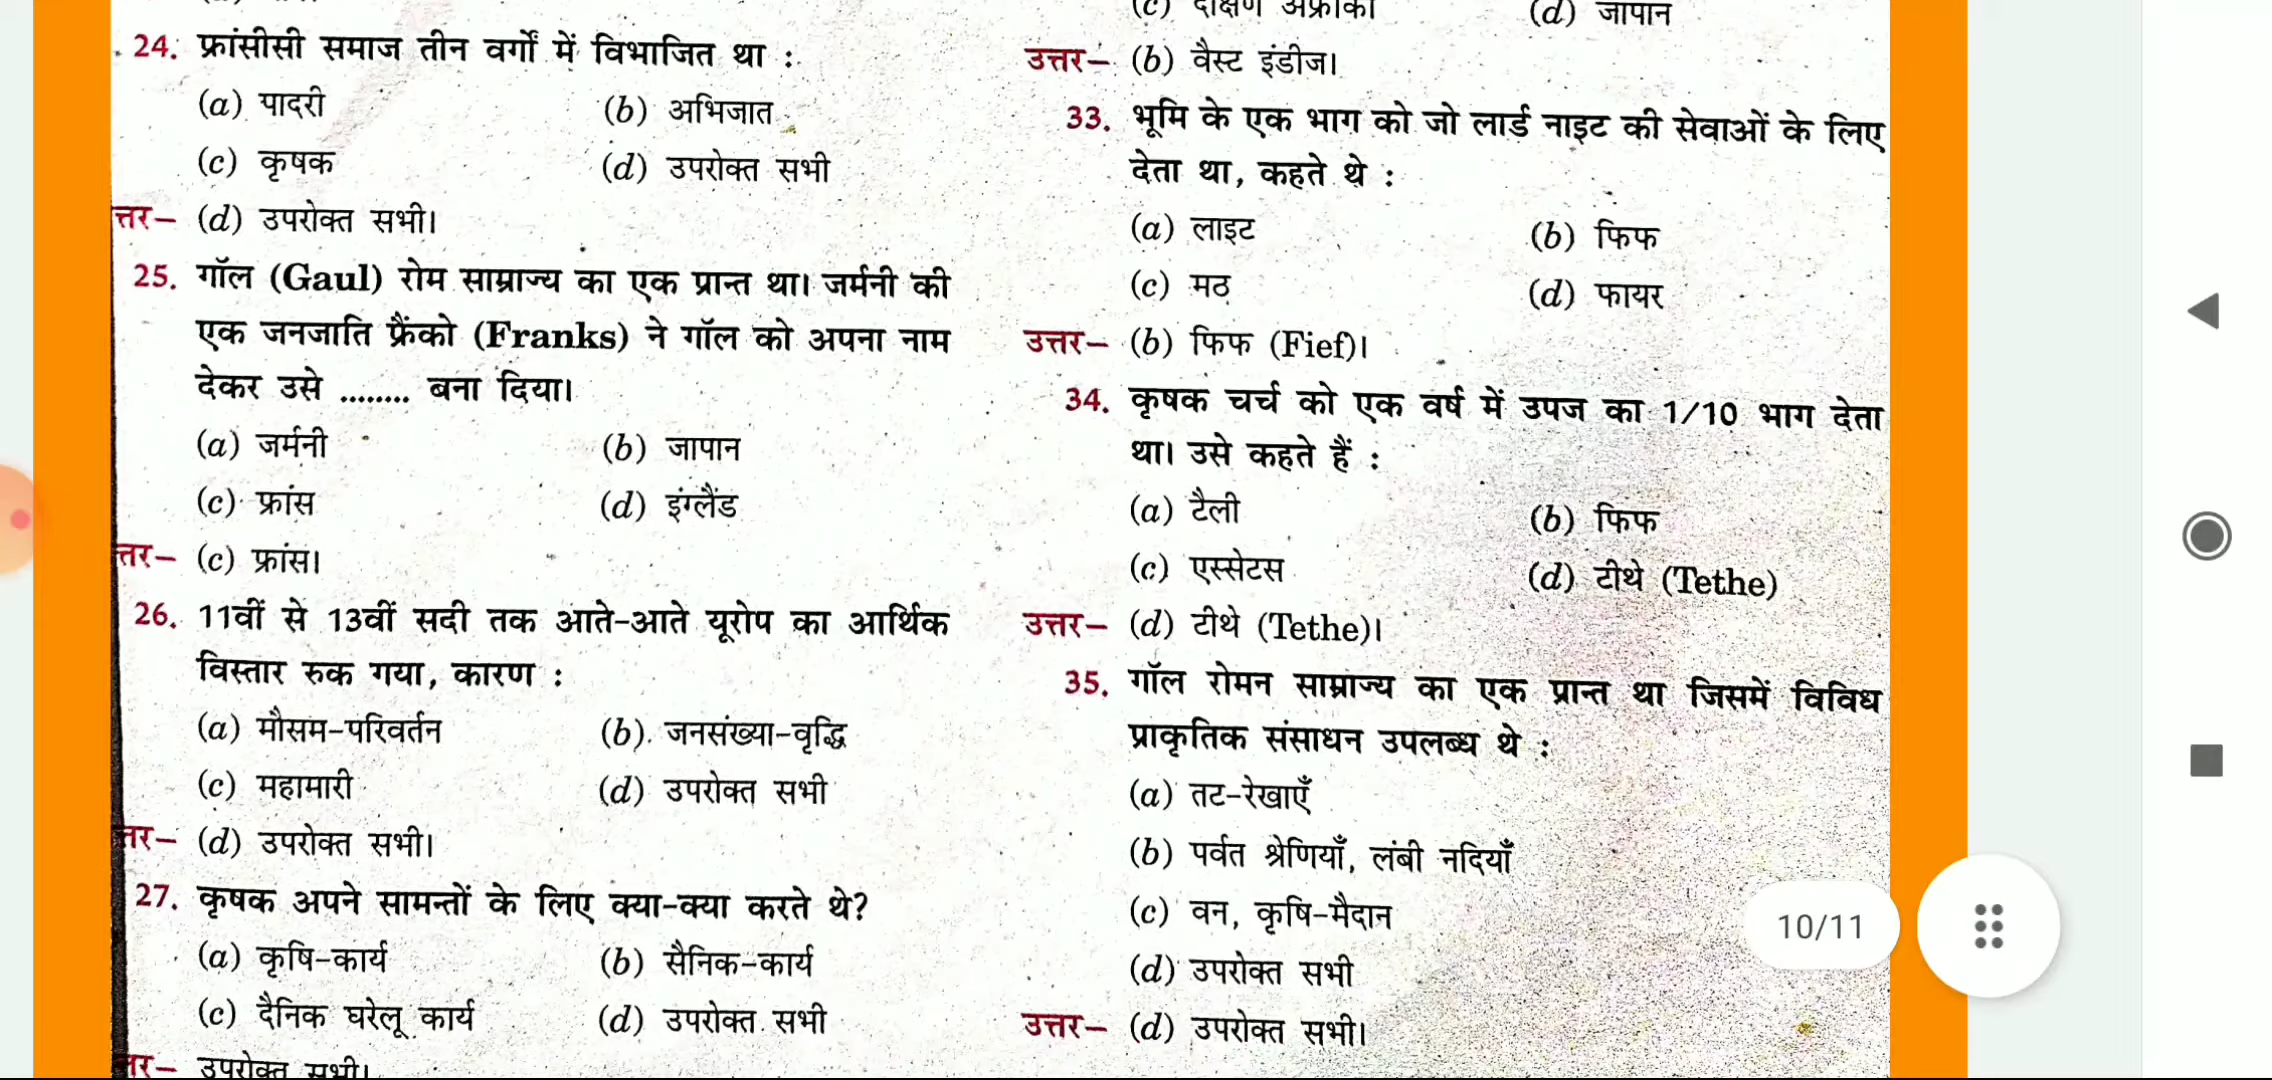 24. फ्रांसीसी समाज तीन वर्गों में विभाजित था :
(a) पादरी (b) अभिजात
(c) कृषक (d) उपरोक्त सभी
त्तर– (d) उपरोक्त सभी।
25. गॉल (Gaul) रोम साम्राज्य का एक प्रान्त था। जर्मनी की
एक जनजाति फ्रैंको (Franks) ने गॉल को अपना नाम
देकर उसे ........ बना दिया।
(a) जर्मनी (b) जापान
(c) फ्रांस (d) इंग्लैंड
त्तर– (c) फ्रांस।
26. 11वीं से 13वीं सदी तक आते-आते यूरोप का आर्थिक
विस्तार रुक गया, कारण :
(a) मौसम-परिवर्तन (b) जनसंख्या-वृद्धि
(c) महामारी (d) उपरोक्त सभी
त्तर– (d) उपरोक्त सभी।
27. कृषक अपने सामन्तों के लिए क्या-क्या करते थे?
(a) कृषि-कार्य (b) सैनिक-कार्य
(c) दैनिक घरेलू कार्य (d) उपरोक्त सभी
त्तर– उपरोक्त सभी।
(c) दक्षिण अफ्रीका (d) जापान
उत्तर– (b) वैस्ट इंडीज।
33. भूमि के एक भाग को जो लार्ड नाइट की सेवाओं के लिए
देता था, कहते थे :
(a) लाइट (b) फिफ
(c) मठ (d) फायर
उत्तर– (b) फिफ (Fief)।
34. कृषक चर्च को एक वर्ष में उपज का 1/10 भाग देता
था। उसे कहते हैं :
(a) टैली (b) फिफ
(c) एस्सेटस (d) टीथे (Tethe)
उत्तर– (d) टीथे (Tethe)।
35. गॉल रोमन साम्राज्य का एक प्रान्त था जिसमें विविध
प्राकृतिक संसाधन उपलब्ध थे :
(a) तट-रेखाएँ
(b) पर्वत श्रेणियाँ, लंबी नदियाँ
(c) वन, कृषि-मैदान
(d) उपरोक्त सभी
उत्तर– (d) उपरोक्त सभी।
10/11